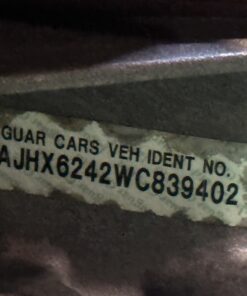 GUAR CARS VEH IDENT NO.
AJHX6242WC839402